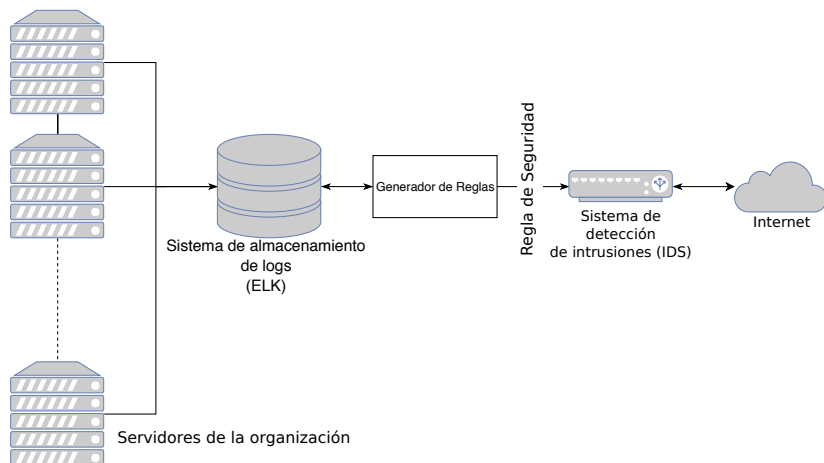 Generador de Reglas
Regla de Seguridad
Sistema de almacenamiento
de logs
(ELK)
Sistema de
detección
de intrusiones (IDS)
Internet
Servidores de la organización